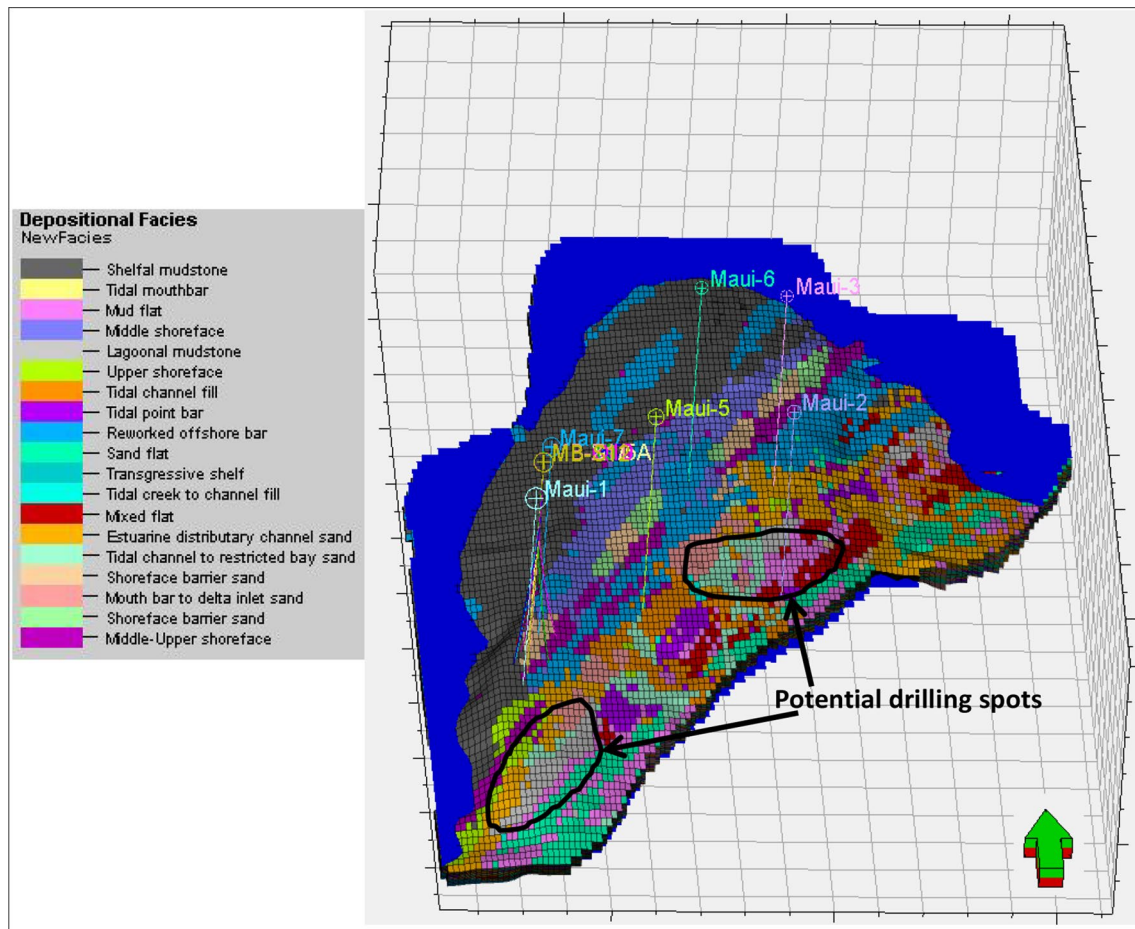 Depositional Facies
NewFacies
Shelfal mudstone
Tidal mouthbar
Mud flat
Middle shoreface
Lagoonal mudstone
Upper shoreface
Tidal channel fill
Tidal point bar
Reworked offshore bar
Sand flat
Transgressive shelf
Tidal creek to channel fill
Mixed flat
Estuarine distributary channel sand
Tidal channel to restricted bay sand
Shoreface barrier sand
Mouth bar to delta inlet sand
Shoreface barrier sand
Middle-Upper shoreface
Maui-6
Maui-3
Maui-5
Maui-2
Maui-7
Maui-1
Potential drilling spots